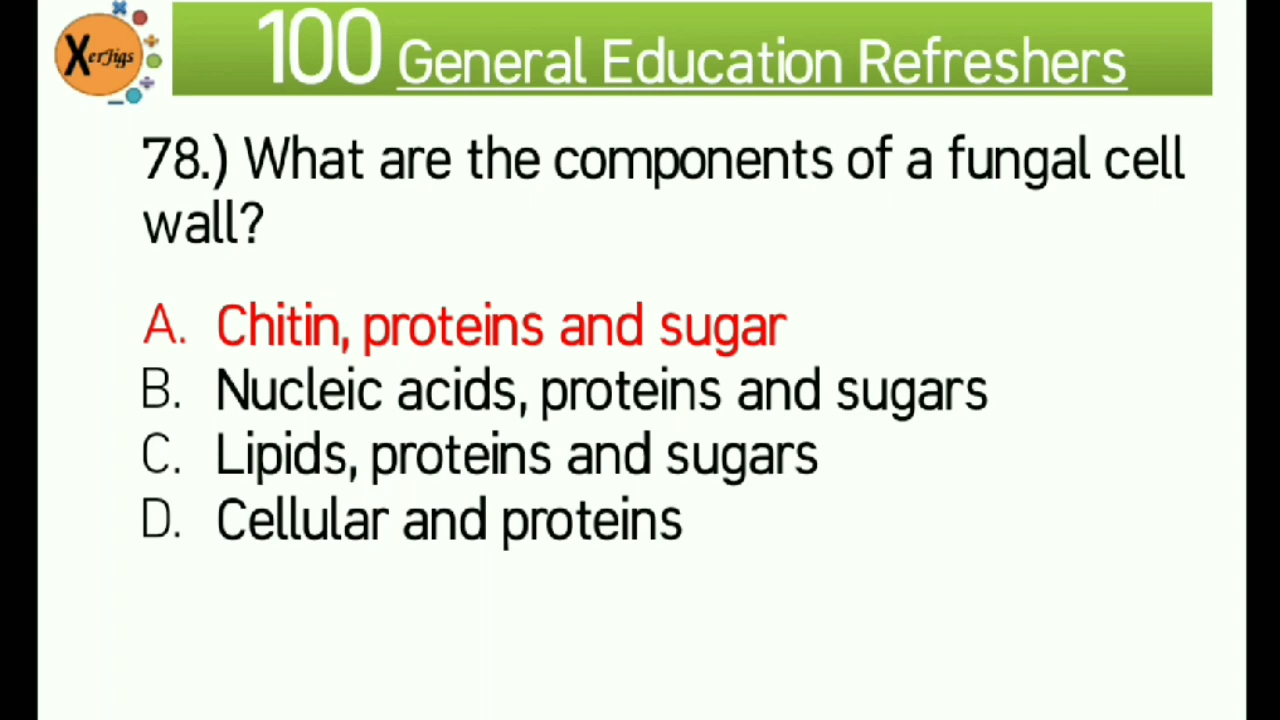 XerJigs
100 General Education Refreshers
78.) What are the components of a fungal cell
wall?
A. Chitin, proteins and sugar
B. Nucleic acids, proteins and sugars
C. Lipids, proteins and sugars
D. Cellular and proteins